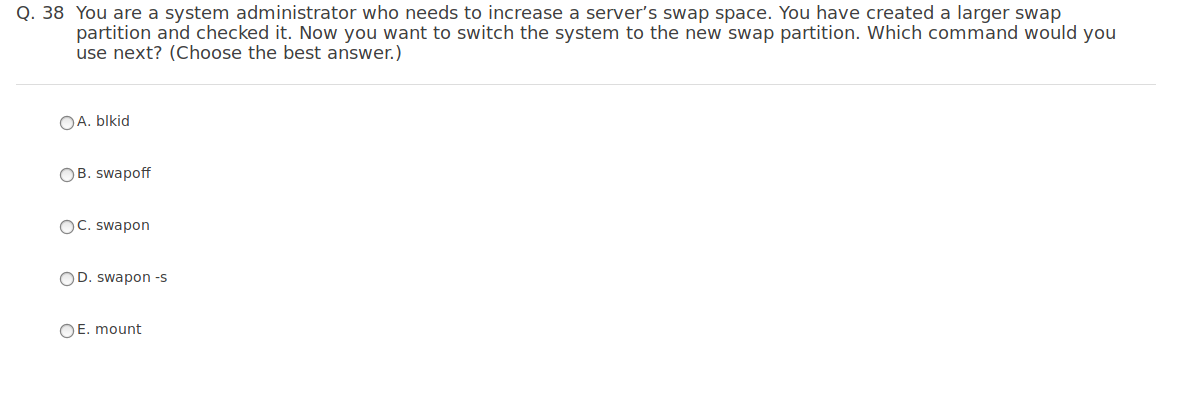 Q. 38 You are a system administrator who needs to increase a server’s swap space. You have created a larger swap
partition and checked it. Now you want to switch the system to the new swap partition. Which command would you
use next? (Choose the best answer.)
A. blkid
B. swapoff
C. swapon
D. swapon -s
E. mount